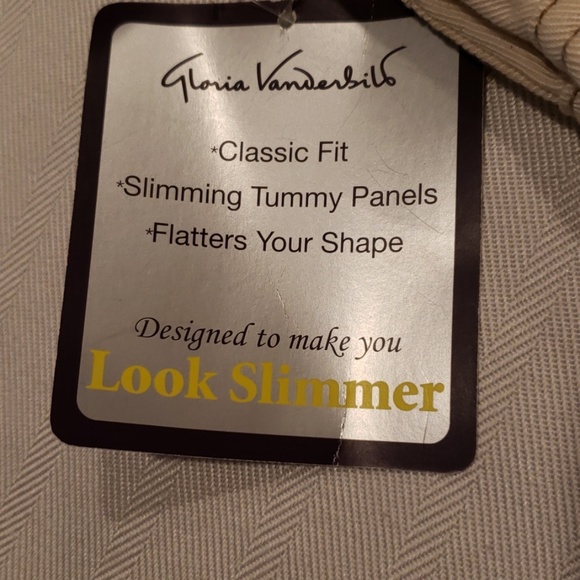 Gloria Vanderbilt
*Classic Fit
*Slimming Tummy Panels
*Flatters Your Shape
Designed to make you
Look Slimmer